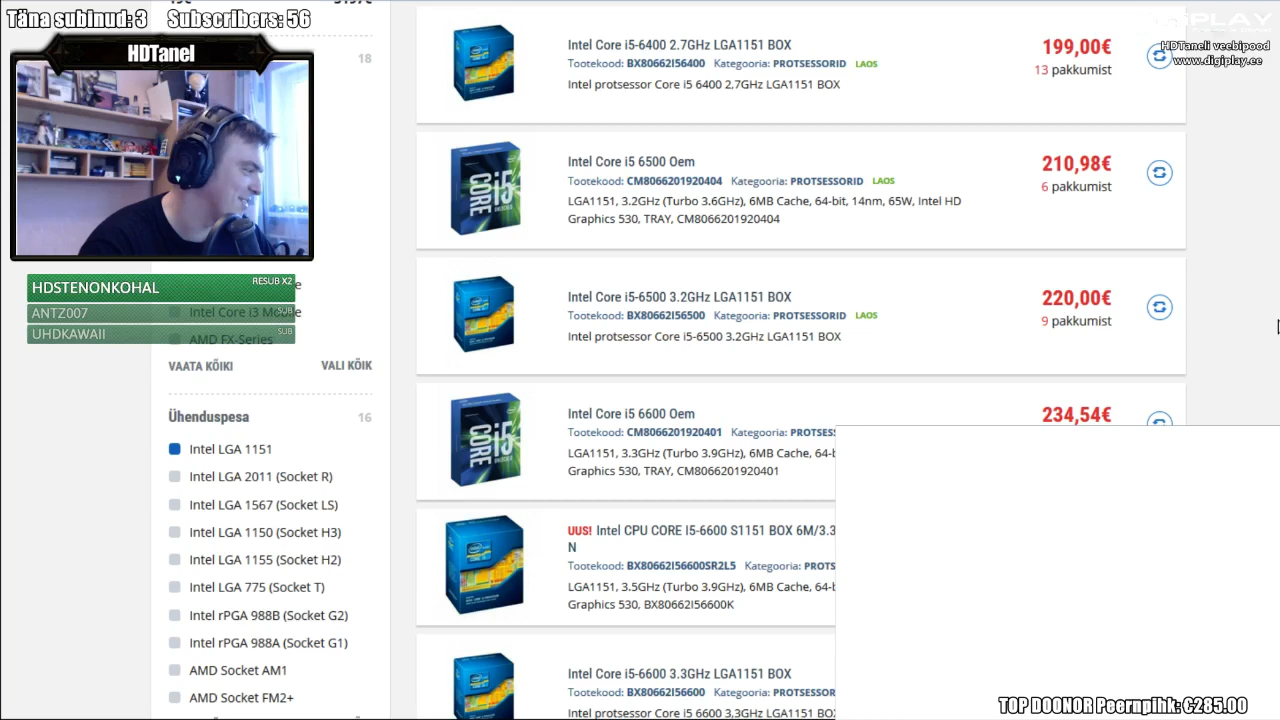 Täna subinud: 3 Subscribers: 56
HDTanel
18
HDSTENONKOHAL RESUB X2
ANTZ007 SUB
UHDKAWAII SUB
Intel Core i3 Mobile
AMD FX-Series
VAATA KÕIKI VALI KÕIK
Ühenduspesa 16
Intel LGA 1151
Intel LGA 2011 (Socket R)
Intel LGA 1567 (Socket LS)
Intel LGA 1150 (Socket H3)
Intel LGA 1155 (Socket H2)
Intel LGA 775 (Socket T)
Intel rPGA 988B (Socket G2)
Intel rPGA 988A (Socket G1)
AMD Socket AM1
AMD Socket FM2+
Intel Core i5-6400 2.7GHz LGA1151 BOX
Tootekood: BX80662I56400 Kategooria: PROTSESSORID LAOS
Intel protsessor Core i5 6400 2,7GHz LGA1151 BOX
199,00€
13 pakkumist
Intel Core i5 6500 Oem
Tootekood: CM8066201920404 Kategooria: PROTSESSORID LAOS
LGA1151, 3.2GHz (Turbo 3.6GHz), 6MB Cache, 64-bit, 14nm, 65W, Intel HD
Graphics 530, TRAY, CM8066201920404
210,98€
6 pakkumist
Intel Core i5-6500 3.2GHz LGA1151 BOX
Tootekood: BX80662I56500 Kategooria: PROTSESSORID LAOS
Intel protsessor Core i5-6500 3.2GHz LGA1151 BOX
220,00€
9 pakkumist
CORE i5
Intel Core i5 6600 Oem
Tootekood: CM8066201920401 Kategooria: PROTSES
LGA1151, 3.3GHz (Turbo 3.9GHz), 6MB Cache, 64-b
Graphics 530, TRAY, CM8066201920401
234,54€
CORE i5
UUS! Intel CPU CORE I5-6600 S1151 BOX 6M/3.3
N
Tootekood: BX80662I56600SR2L5 Kategooria: PROTS
LGA1151, 3.5GHz (Turbo 3.9GHz), 6MB Cache, 64-b
Graphics 530, BX80662I56600K
Intel Core i5-6600 3.3GHz LGA1151 BOX
Tootekood: BX80662I56600 Kategooria: PROTSESSOR
Intel protsessor Core i5 6600 3,3GHz LGA1151 BOX
HDTaneli veebipood
www.digiplay.ee
TOP DOONOR Peernpihk: €285.00